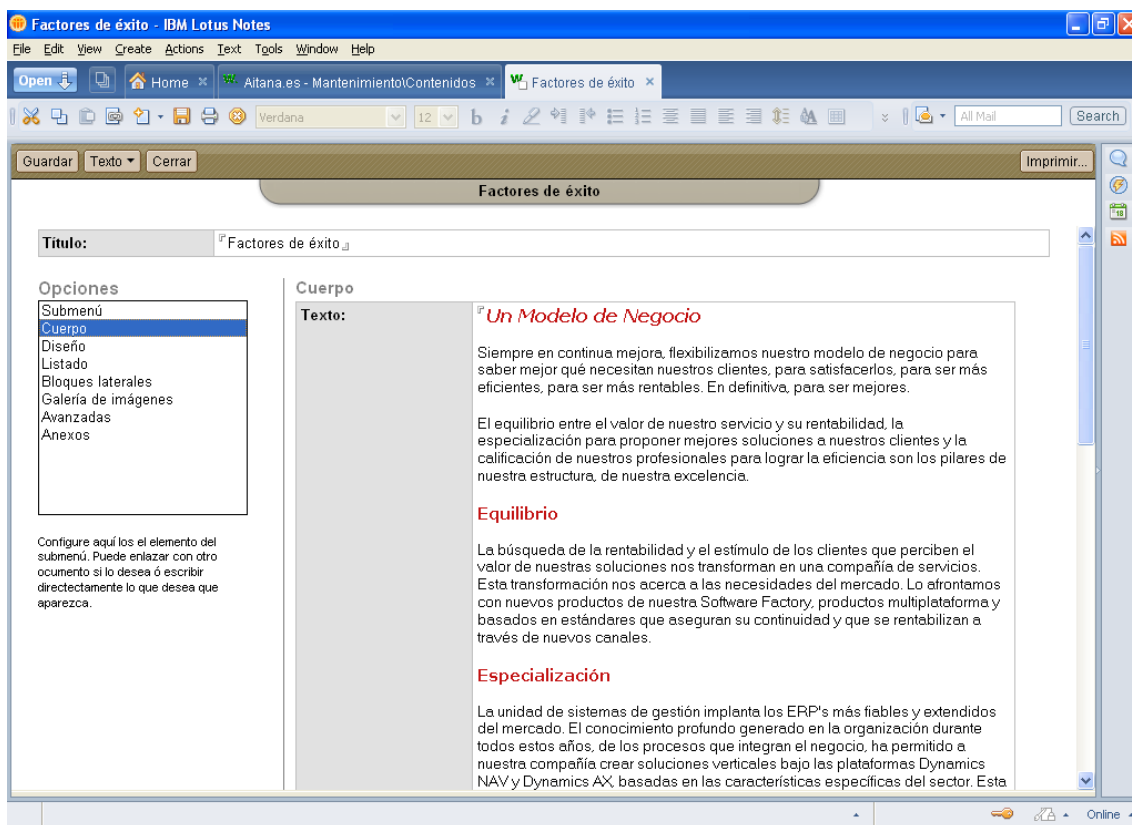 Factores de éxito - IBM Lotus Notes
File Edit View Create Actions Text Tools Window Help
Open Home Aitana.es - Mantenimiento\Contenidos Factores de éxito
Verdana 12 b i All Mail Search
Guardar Texto Cerrar Imprimir...
Factores de éxito
18
Título: Factores de éxito
Opciones
Submenú
Cuerpo
Diseño
Listado
Bloques laterales
Galería de imágenes
Avanzadas
Anexos
Configure aquí los el elemento del
submenú. Puede enlazar con otro
ocumento si lo desea ó escribir
directectamente lo que desea que
aparezca.
Cuerpo
Texto:
Un Modelo de Negocio
Siempre en continua mejora, flexibilizamos nuestro modelo de negocio para
saber mejor qué necesitan nuestros clientes, para satisfacerlos, para ser más
eficientes, para ser más rentables. En definitiva, para ser mejores.
El equilibrio entre el valor de nuestro servicio y su rentabilidad, la
especialización para proponer mejores soluciones a nuestros clientes y la
calificación de nuestros profesionales para lograr la eficiencia son los pilares de
nuestra estructura, de nuestra excelencia.
Equilibrio
La búsqueda de la rentabilidad y el estímulo de los clientes que perciben el
valor de nuestras soluciones nos transforman en una compañía de servicios.
Esta transformación nos acerca a las necesidades del mercado. Lo afrontamos
con nuevos productos de nuestra Software Factory, productos multiplataforma y
basados en estándares que aseguran su continuidad y que se rentabilizan a
través de nuevos canales.
Especialización
La unidad de sistemas de gestión implanta los ERP's más fiables y extendidos
del mercado. El conocimiento profundo generado en la organización durante
todos estos años, de los procesos que integran el negocio, ha permitido a
nuestra compañía crear soluciones verticales bajo las plataformas Dynamics
NAV y Dynamics AX, basadas en las características específicas del sector. Esta
Online